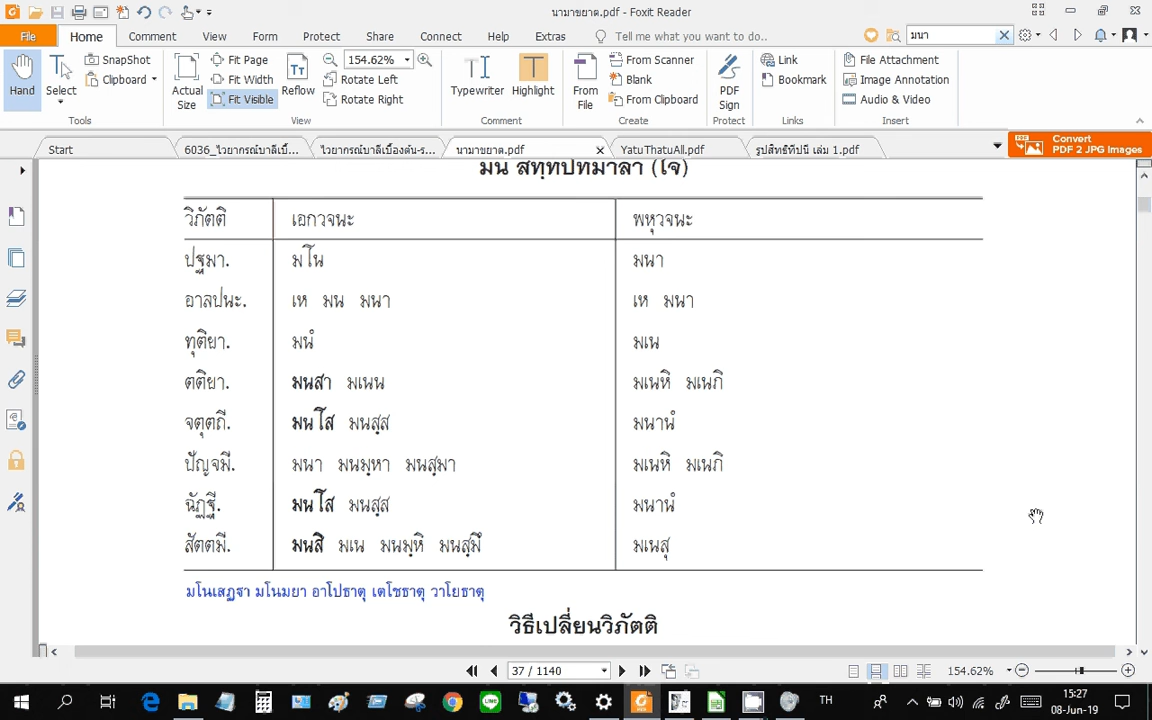 นามาขยาต.pdf - Foxit Reader
File Home Comment View Form Protect Share Connect Help Extras Tell me what you want to do.. มนา
Hand Select SnapShot Clipboard
Actual Size Fit Page Fit Width Fit Visible Reflow 154.62% Rotate Left Rotate Right
Typewriter Highlight
From File From Scanner Blank From Clipboard
PDF Sign
Link Bookmark
File Attachment Image Annotation Audio & Video
Tools View Comment Create Protect Links Insert
Start 6036_ไวยากรณ์บาลีเบื้... ไวยากรณ์บาลีเบื้องต้น-ร... นามาขยาต.pdf YatuThatuAll.pdf รูปสิทธิทีปนี เล่ม 1.pdf
Convert
PDF 2 JPG Images
มน สทฺทปทมาลา (ใจ)
วิภัตติ เอกวจนะ พหุวจนะ
ปฐมา. มโน มนา
อาลปนะ. เห มน มนา เห มนา
ทุติยา. มนํ มเน
ตติยา. มนสา มเนน มเนหิ มเนภิ
จตุตถี. มนโส มนสฺส มนานํ
ปัญจมี. มนา มนมฺหา มนสฺมา มเนหิ มเนภิ
ฉัฏฐี. มนโส มนสฺส มนานํ
สัตตมี. มนสิ มเน มนมฺหิ มนสฺมึ มเนสุ
มโนเสฏฺฐา มโนมยา อาโปธาตุ เตโชธาตุ วาโยธาตุ
วิธีเปลี่ยนวิภัตติ
37 / 1140 154.62%
TH 15:27
08-Jun-19